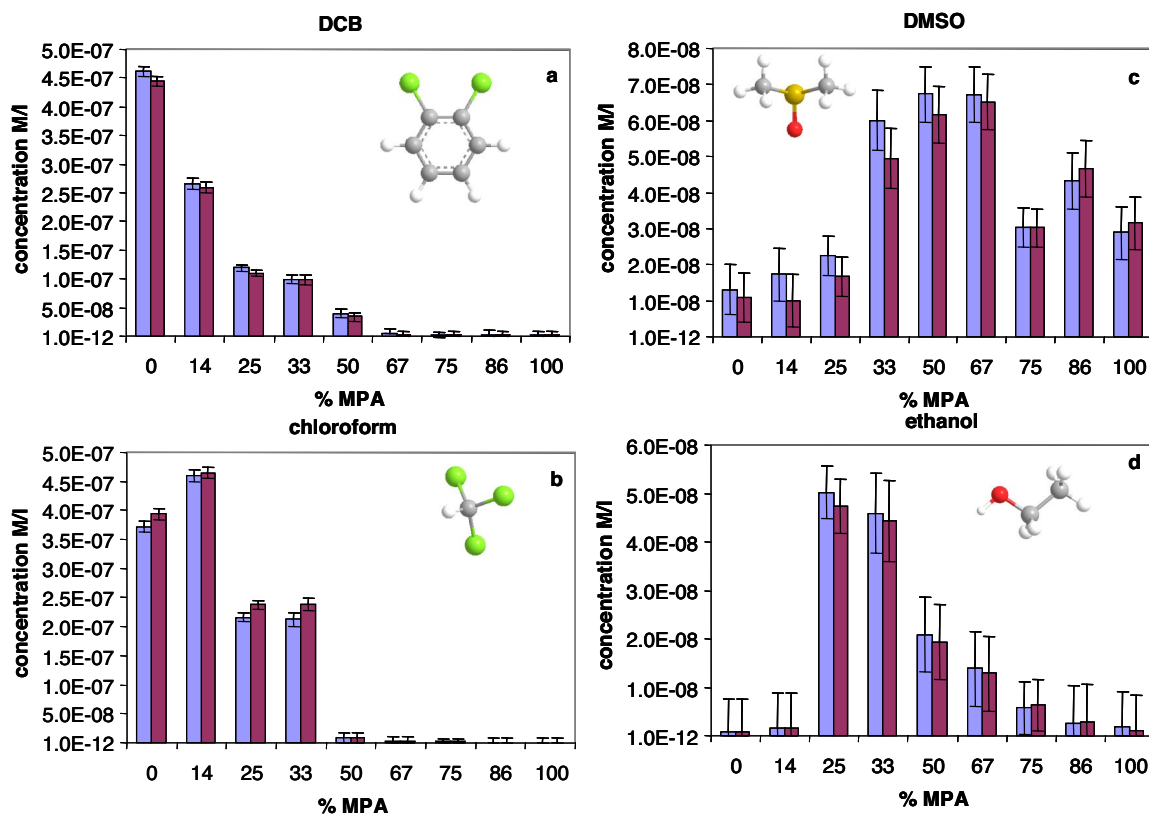 DCB
a
concentration M/l
5.0E-07
4.5E-07
4.0E-07
3.5E-07
3.0E-07
2.5E-07
2.0E-07
1.5E-07
1.0E-07
5.0E-08
1.0E-12
0 14 25 33 50 67 75 86 100
% MPA
DMSO
c
concentration M/l
8.0E-08
7.0E-08
6.0E-08
5.0E-08
4.0E-08
3.0E-08
2.0E-08
1.0E-08
1.0E-12
0 14 25 33 50 67 75 86 100
% MPA
chloroform
b
concentration M/l
5.0E-07
4.5E-07
4.0E-07
3.5E-07
3.0E-07
2.5E-07
2.0E-07
1.5E-07
1.0E-07
5.0E-08
1.0E-12
0 14 25 33 50 67 75 86 100
% MPA
ethanol
d
concentration M/l
6.0E-08
5.0E-08
4.0E-08
3.0E-08
2.0E-08
1.0E-08
1.0E-12
0 14 25 33 50 67 75 86 100
% MPA